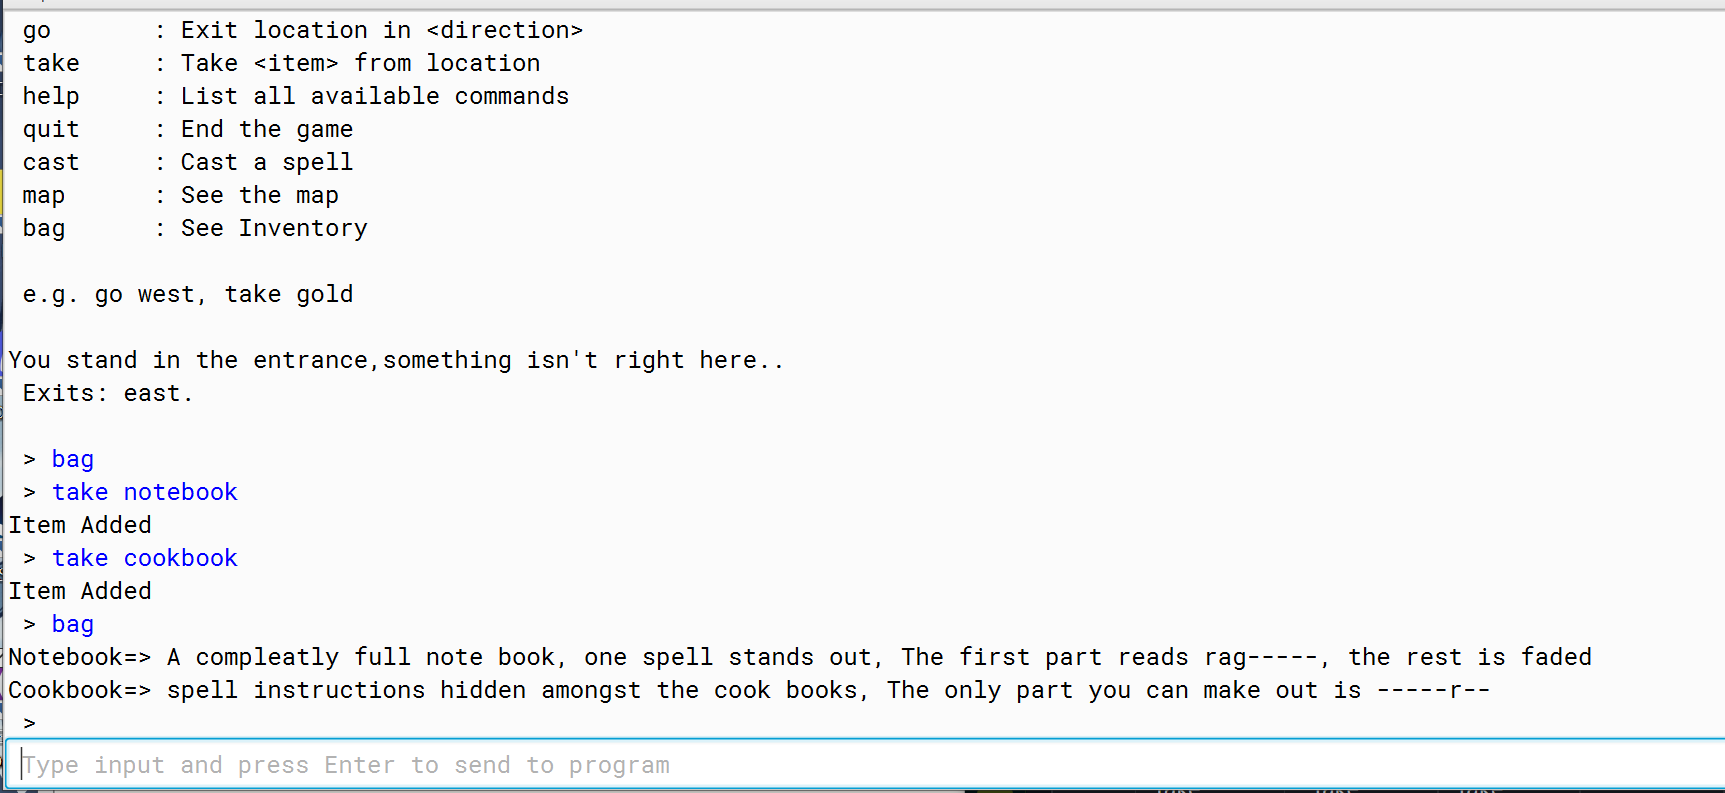 go : Exit location in <direction>
take : Take <item> from location
help : List all available commands
quit : End the game
cast : Cast a spell
map : See the map
bag : See Inventory
e.g. go west, take gold
You stand in the entrance,something isn't right here..
Exits: east.
> bag
> take notebook
Item Added
> take cookbook
Item Added
> bag
Notebook=> A compleatly full note book, one spell stands out, The first part reads rag-----, the rest is faded
Cookbook=> spell instructions hidden amongst the cook books, The only part you can make out is -----r--
>
Type input and press Enter to send to program